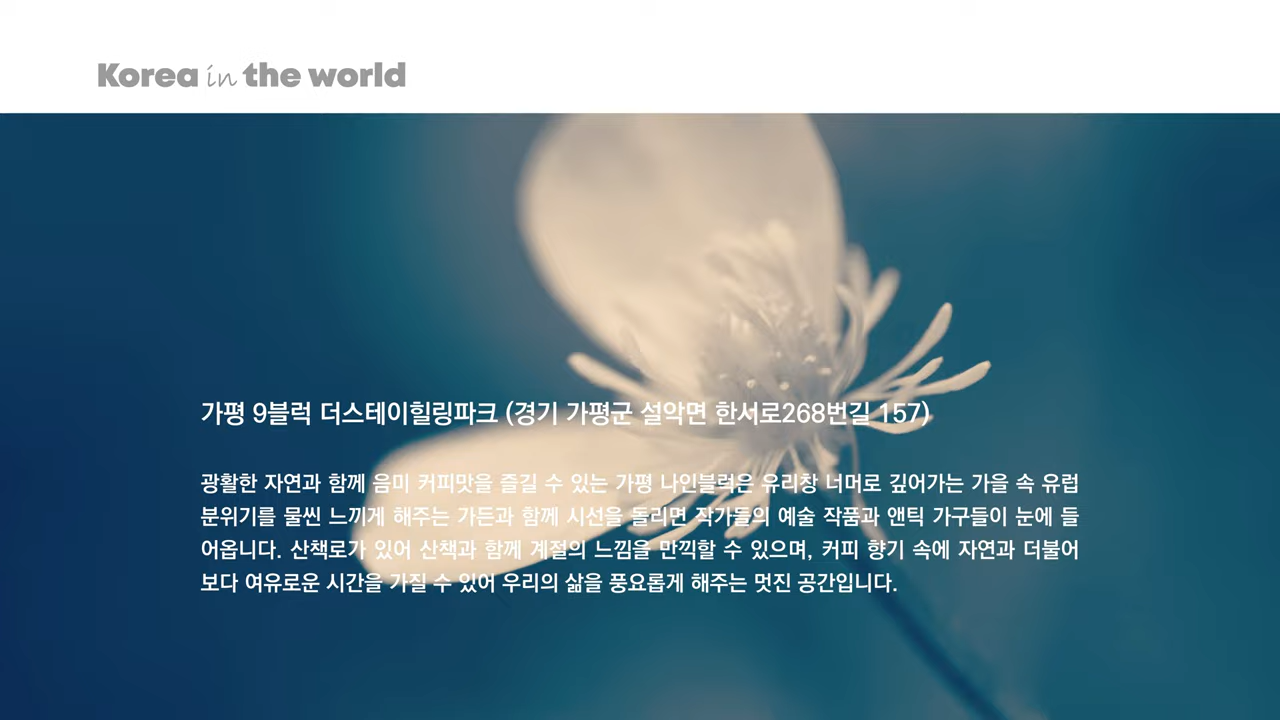 Korea in the world
가평 9블럭 더스테이힐링파크 (경기 가평군 설악면 한서로268번길 157)
광활한 자연과 함께 음미 커피맛을 즐길 수 있는 가평 나인블럭은 유리창 너머로 깊어가는 가을 속 유럽
분위기를 물씬 느끼게 해주는 가든과 함께 시선을 돌리면 작가들의 예술 작품과 앤틱 가구들이 눈에 들
어옵니다. 산책로가 있어 산책과 함께 계절의 느낌을 만끽할 수 있으며, 커피 향기 속에 자연과 더불어
보다 여유로운 시간을 가질 수 있어 우리의 삶을 풍요롭게 해주는 멋진 공간입니다.